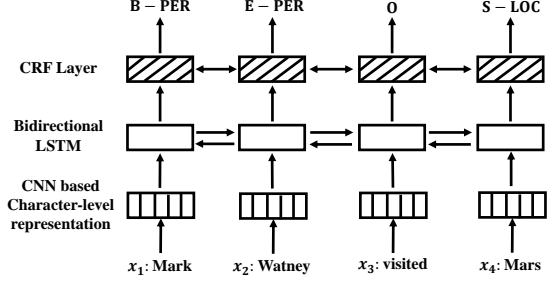 B − PER E − PER O S − LOC
CRF Layer
Bidirectional
LSTM
CNN based
Character-level
representation
x₁: Mark x₂: Watney x₃: visited x₄: Mars